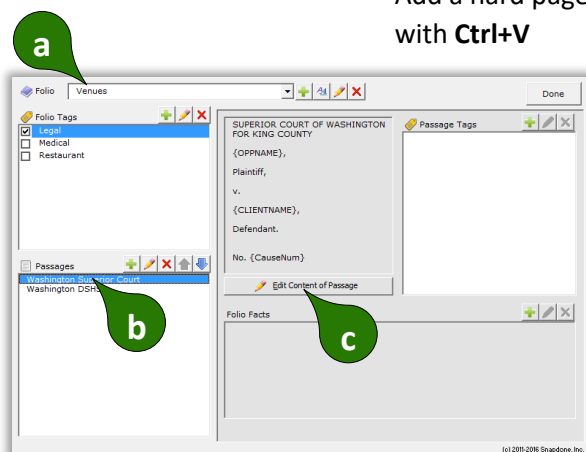 Add a hard page
with Ctrl+V
a
Folio
Venues
Done
Folio Tags
Legal
Medical
Restaurant
SUPERIOR COURT OF WASHINGTON
FOR KING COUNTY
{OPPNAME},
Plaintiff,
v.
{CLIENTNAME},
Defendant.
No. {CauseNum}
Passage Tags
Passages
Washington Superior Court
Washington DSHS
b
Edit Content of Passage
c
Folio Facts
(c) 2011-2016 Snapdone, Inc.